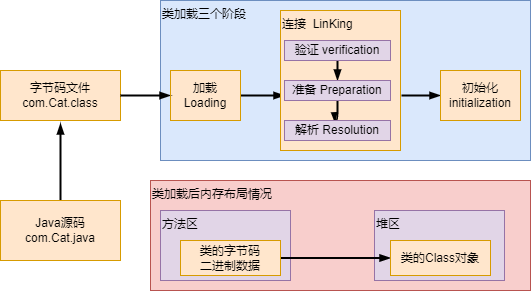 类加载三个阶段
连接 LinKing
验证 verification
字节码文件
com.Cat.class
加载
Loading
准备 Preparation
初始化
initialization
解析 Resolution
类加载后内存布局情况
Java源码
com.Cat.java
方法区
堆区
类的字节码
二进制数据
类的Class对象